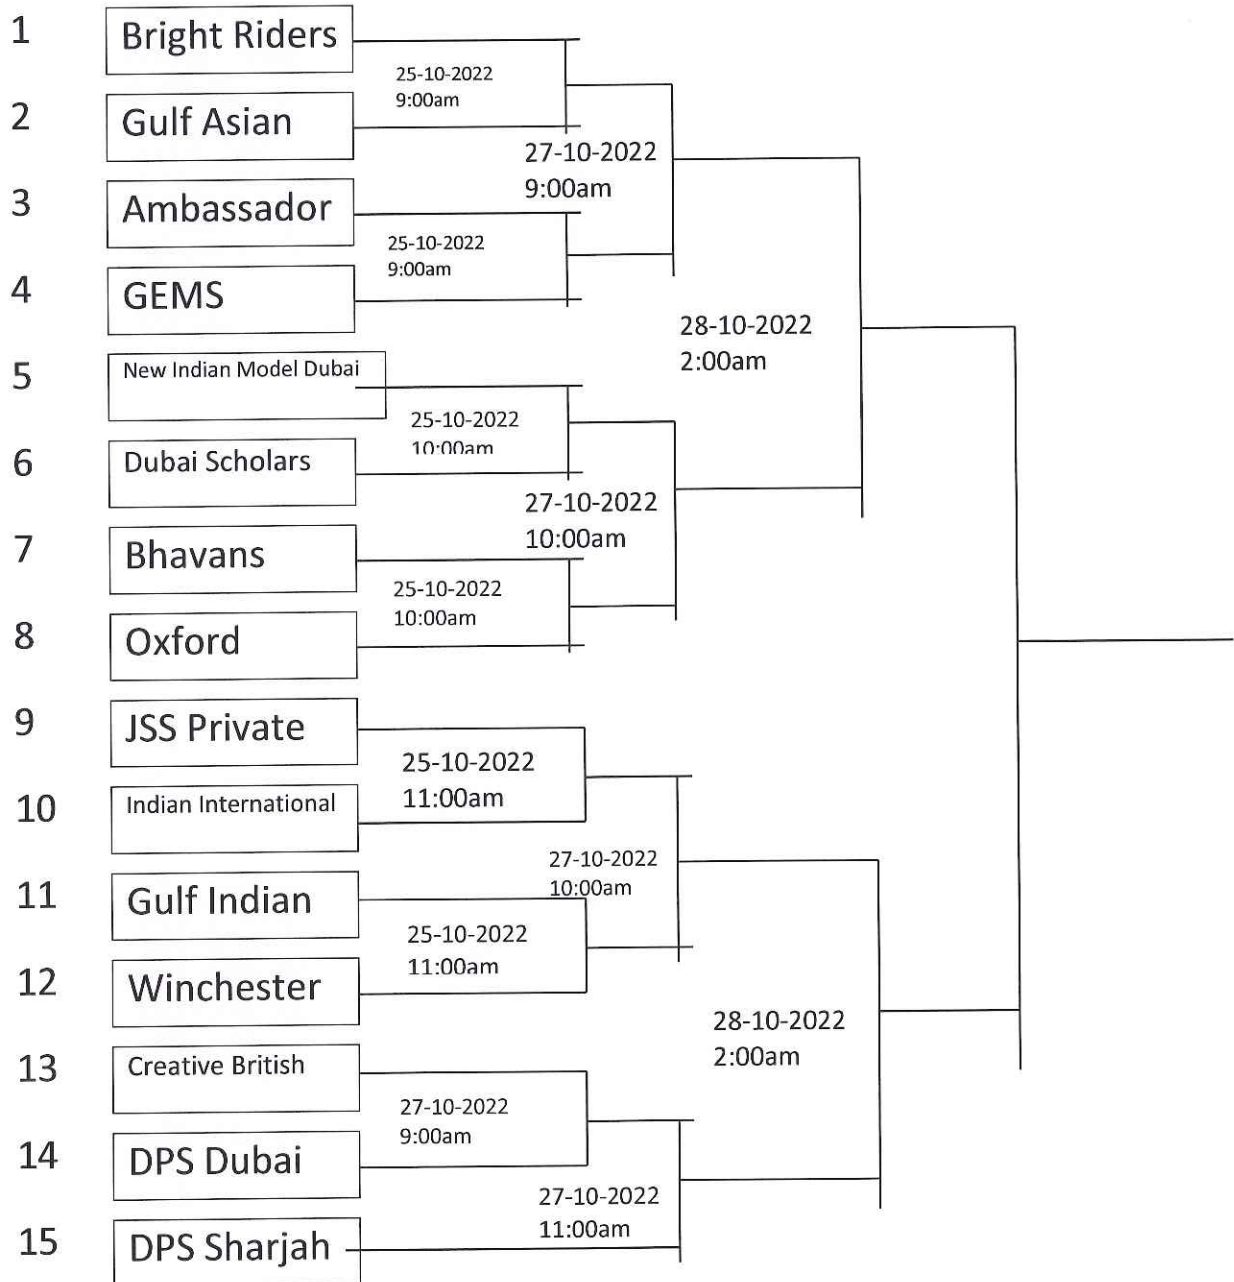 1
Bright Riders
25-10-2022
9:00am
2
Gulf Asian
27-10-2022
9:00am
3
Ambassador
25-10-2022
9:00am
4
GEMS
28-10-2022
2:00am
5
New Indian Model Dubai
25-10-2022
10:00am
6
Dubai Scholars
27-10-2022
10:00am
7
Bhavans
25-10-2022
10:00am
8
Oxford
9
JSS Private
25-10-2022
11:00am
10
Indian International
27-10-2022
10:00am
11
Gulf Indian
25-10-2022
11:00am
12
Winchester
28-10-2022
2:00am
13
Creative British
27-10-2022
9:00am
14
DPS Dubai
27-10-2022
11:00am
15
DPS Sharjah